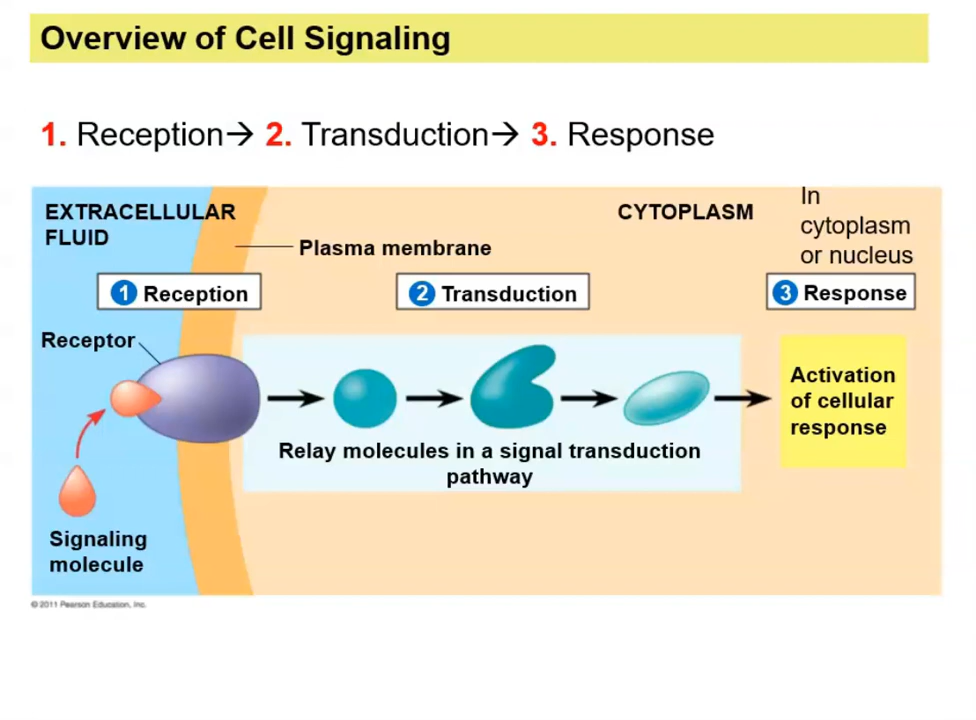 Overview of Cell Signaling
1. Reception→ 2. Transduction→ 3. Response
EXTRACELLULAR
FLUID
Plasma membrane
CYTOPLASM
In
cytoplasm
or nucleus
1 Reception
2 Transduction
3 Response
Receptor
Activation
of cellular
response
Relay molecules in a signal transduction
pathway
Signaling
molecule
© 2011 Pearson Education, Inc.